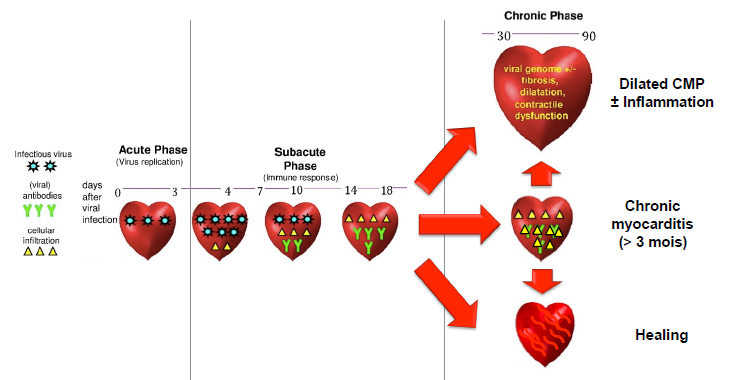 Chronic Phase
30 90
viral genome +/-
fibrosis,
dilatation,
contractile
dysfunction
Dilated CMP
± Inflammation
Acute Phase
(Virus replication)
Subacute
Phase
(Immune response)
Infectious virus
(viral)
antibodies
cellular
infiltration
days
after
viral
infection
0 3 4 7 10 14 18
Chronic
myocarditis
(> 3 mois)
Healing